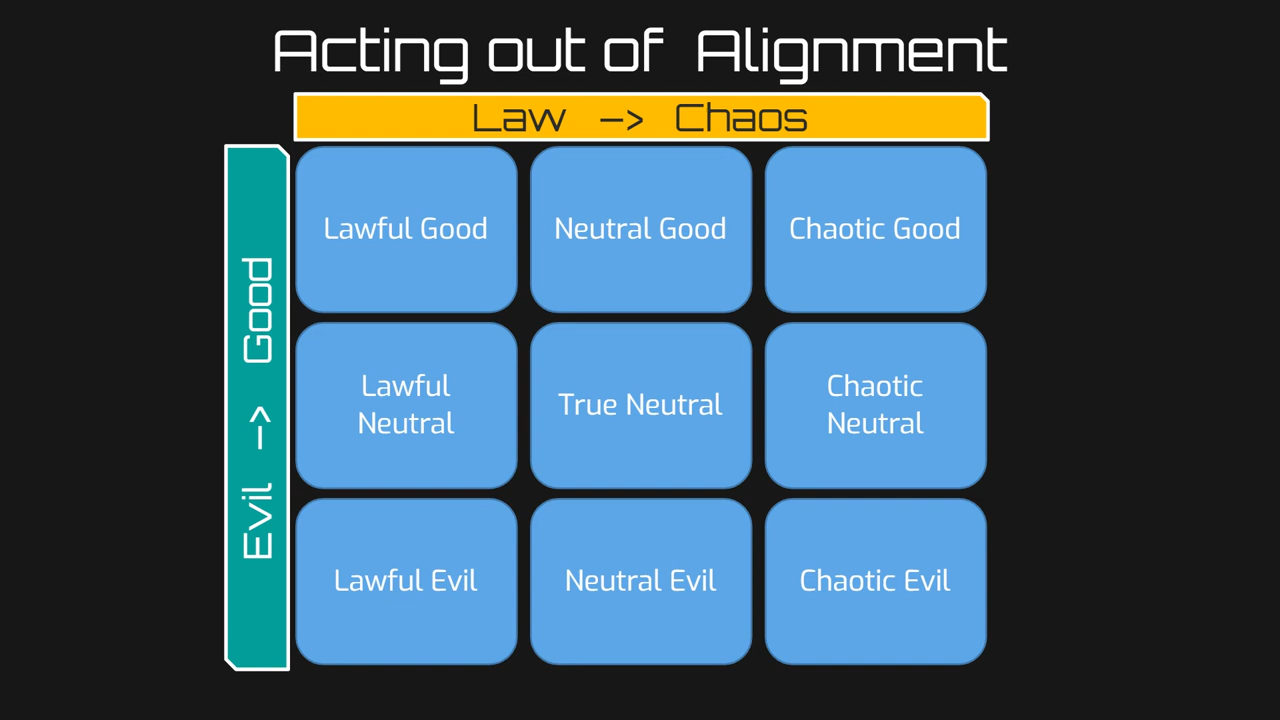 Acting out of Alignment
Law -> Chaos
Evil -> Good
Lawful Good
Neutral Good
Chaotic Good
Lawful
Neutral
True Neutral
Chaotic
Neutral
Lawful Evil
Neutral Evil
Chaotic Evil